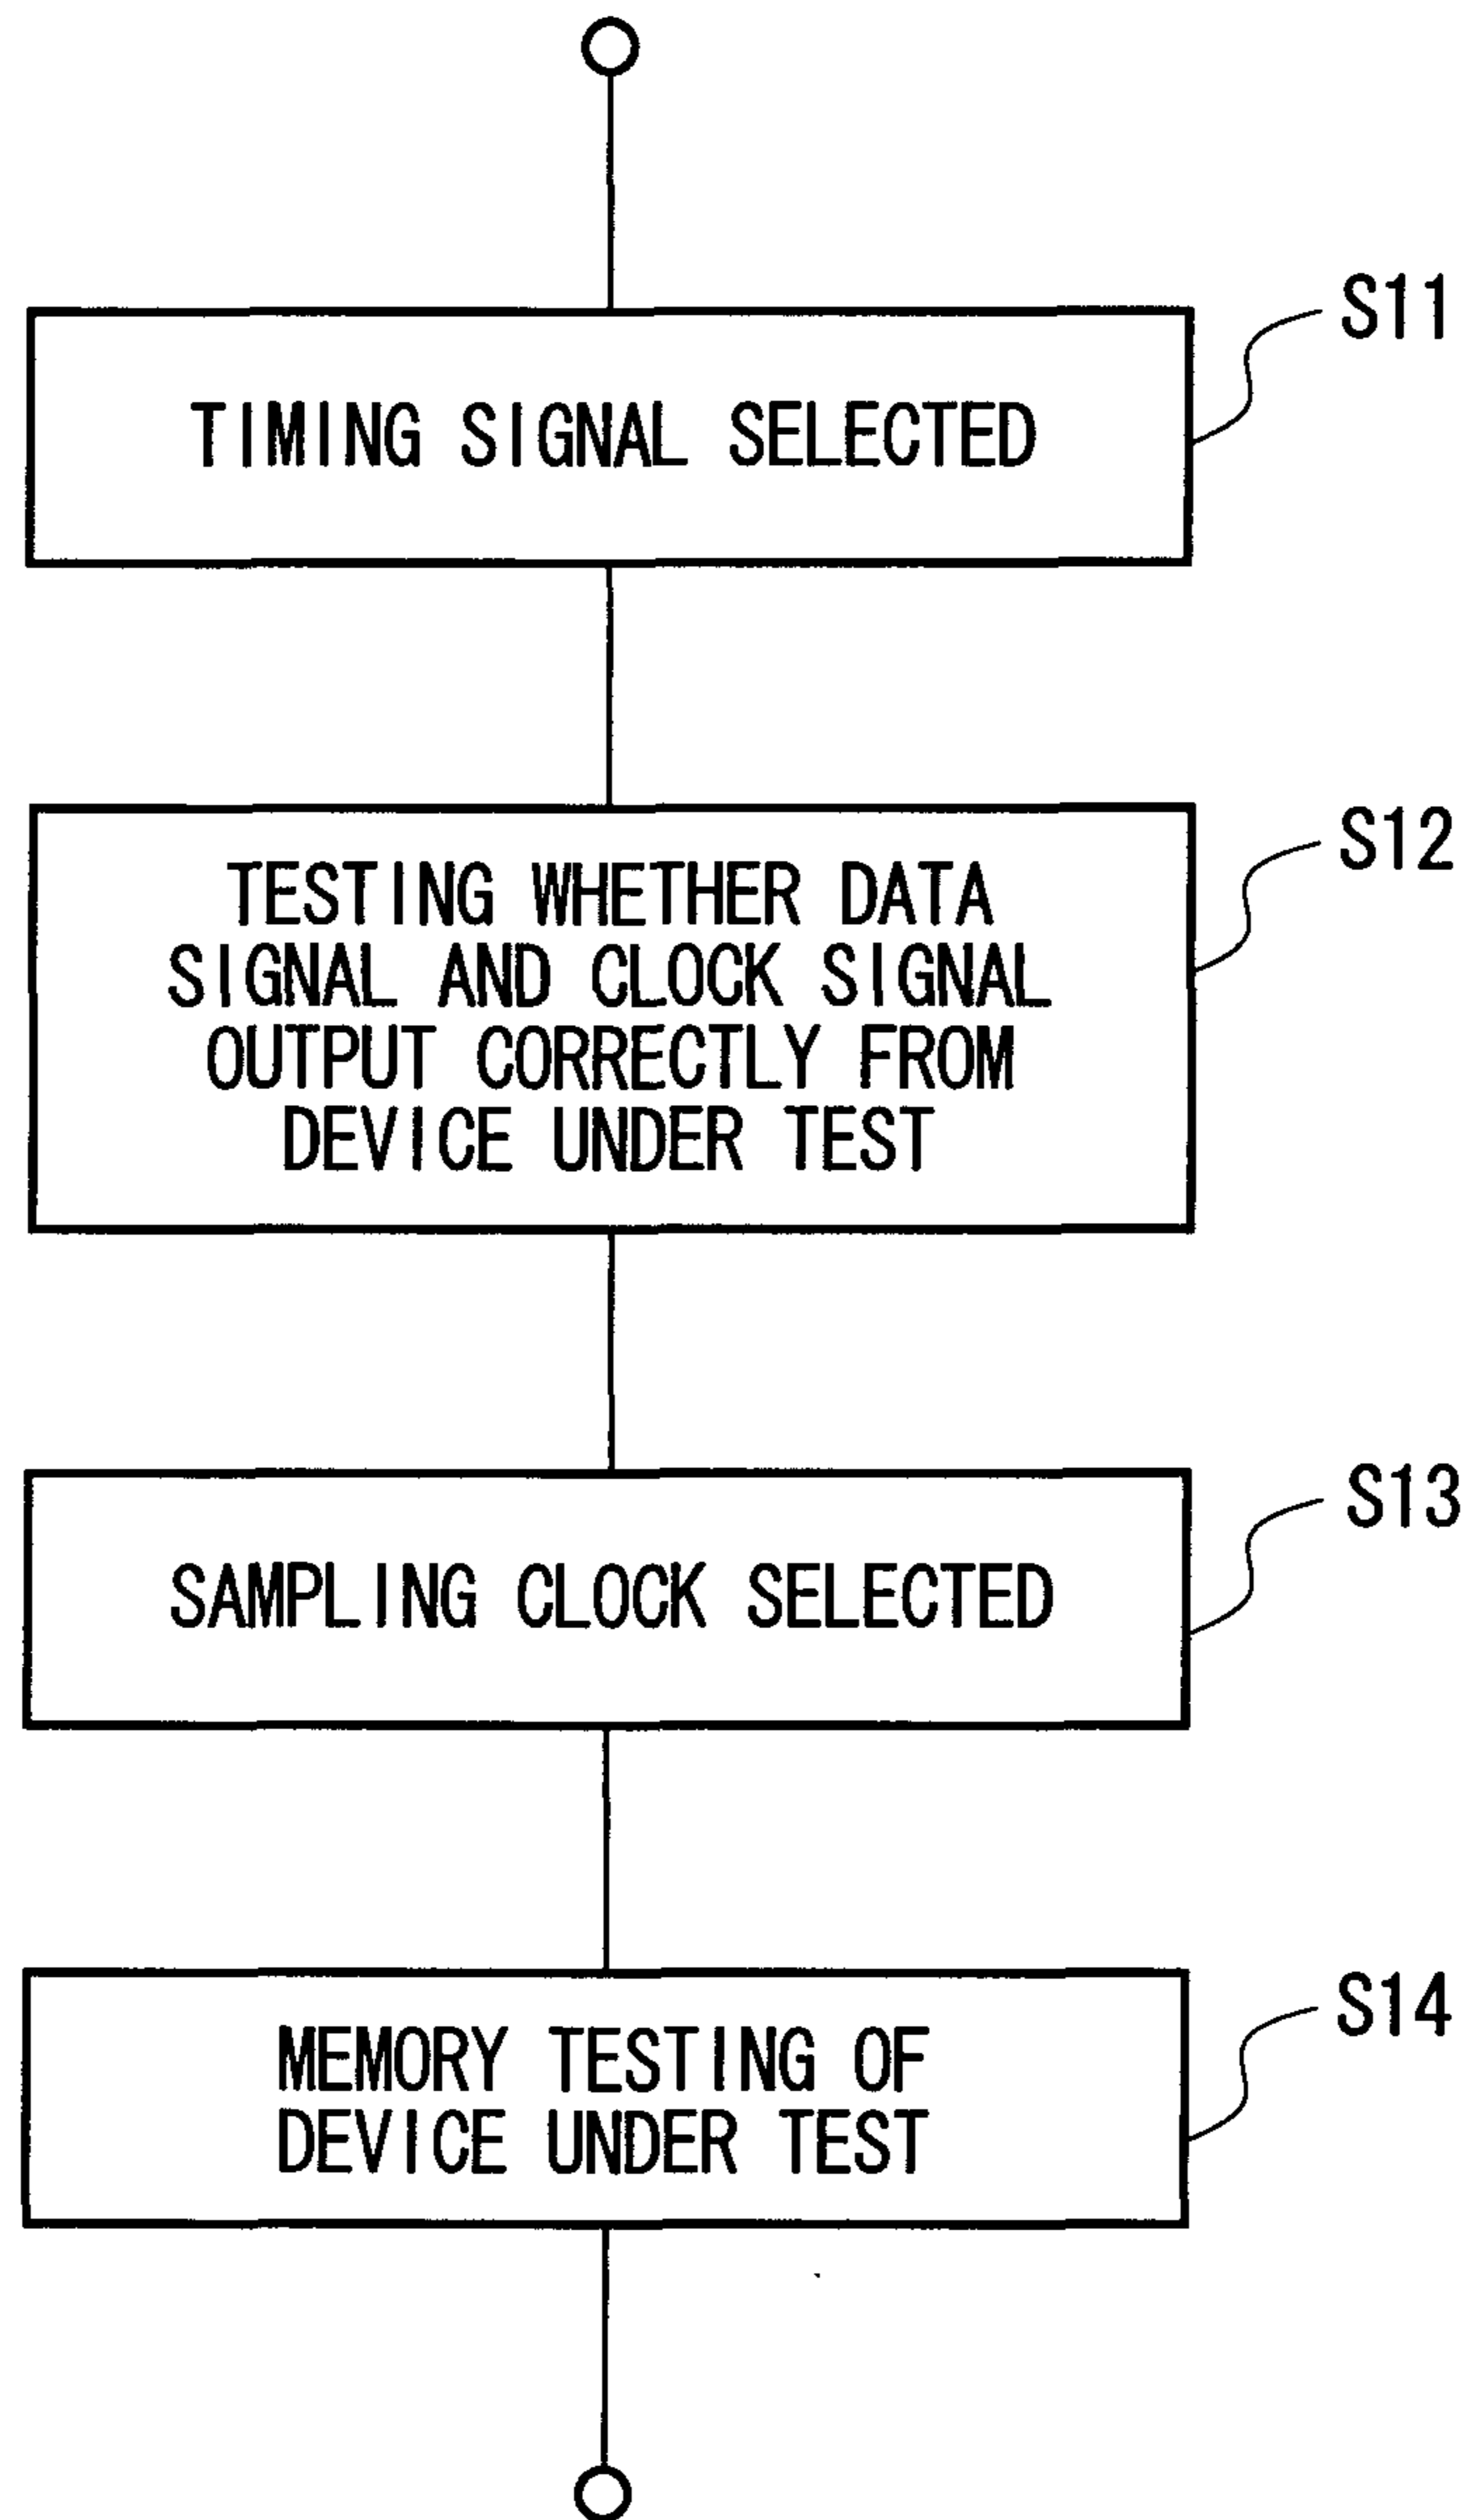 S11
TIMING SIGNAL SELECTED
S12
TESTING WHETHER DATA
SIGNAL AND CLOCK SIGNAL
OUTPUT CORRECTLY FROM
DEVICE UNDER TEST
S13
SAMPLING CLOCK SELECTED
S14
MEMORY TESTING OF
DEVICE UNDER TEST